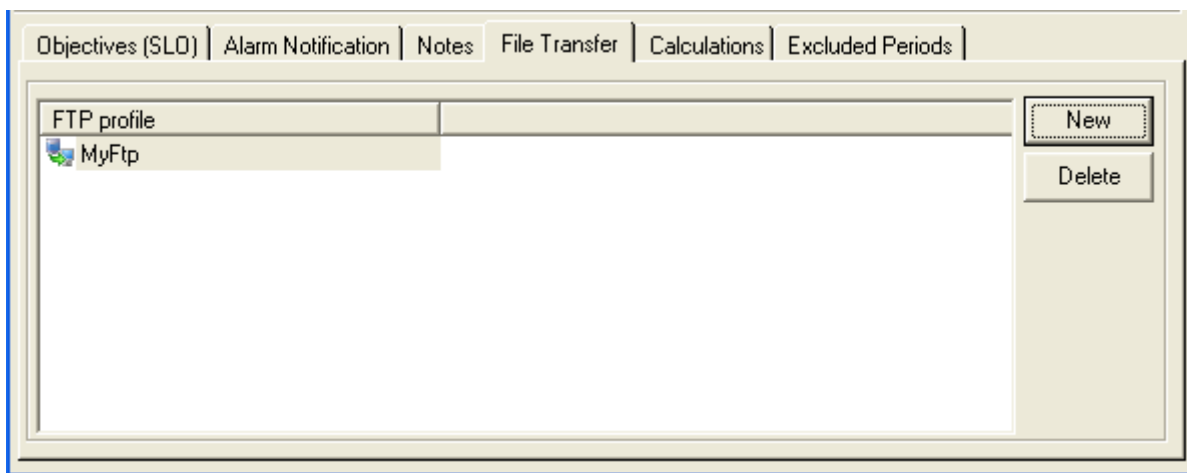 Objectives (SLO) Alarm Notification Notes File Transfer Calculations Excluded Periods
FTP profile
MyFtp
New
Delete